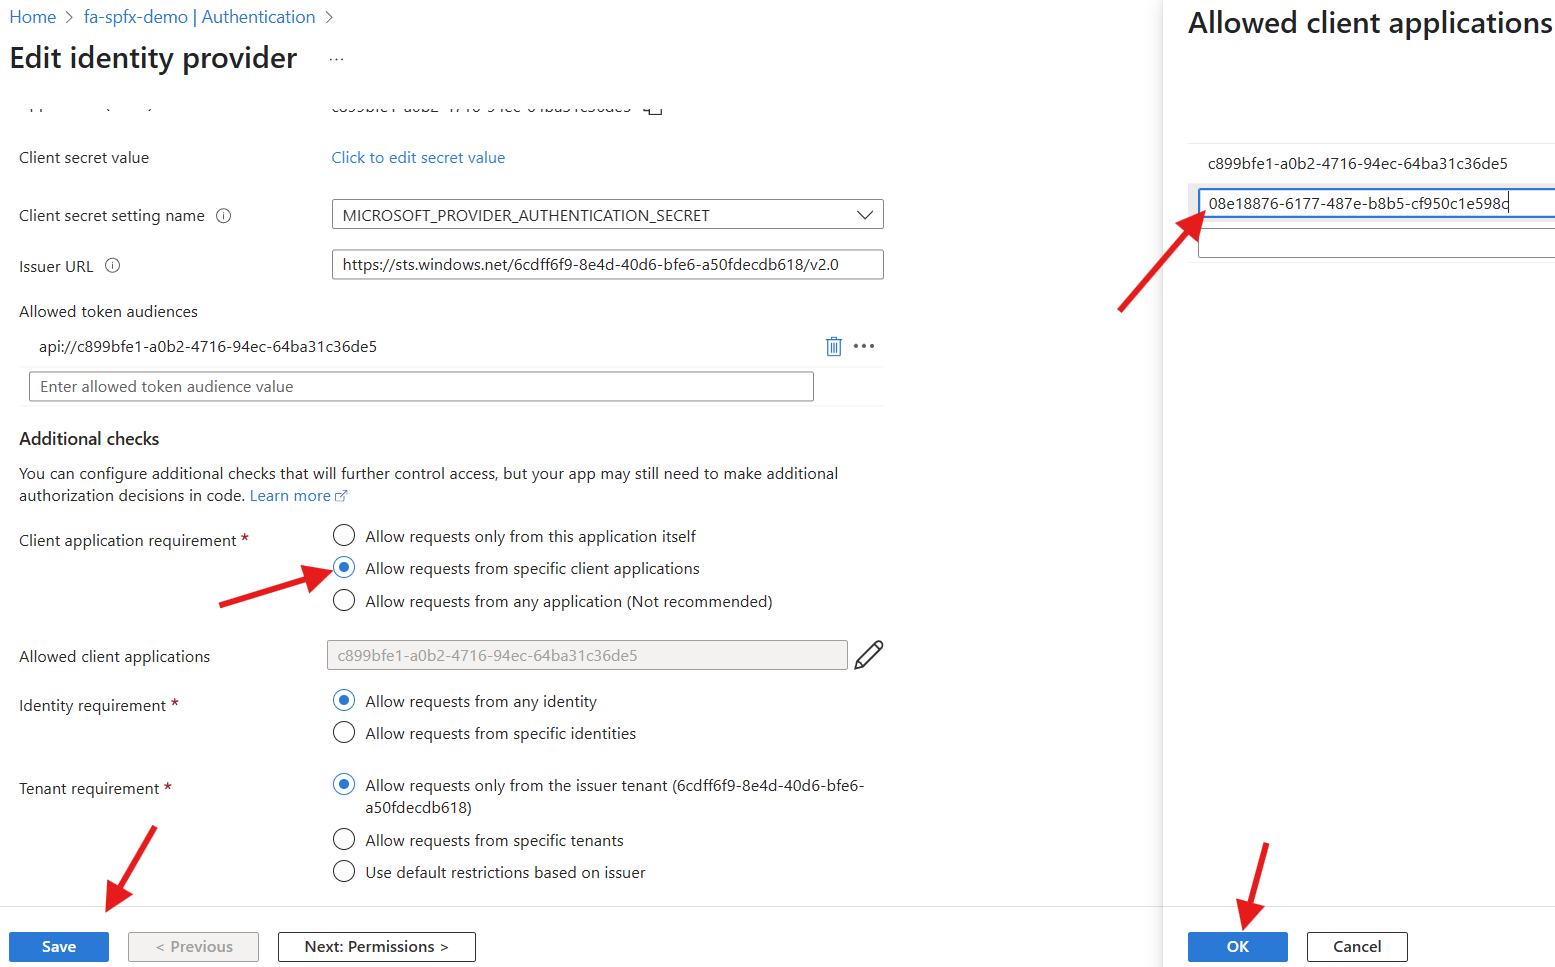 Home > fa-spfx-demo | Authentication >
Edit identity provider ...
Client secret value
Click to edit secret value
Client secret setting name
MICROSOFT_PROVIDER_AUTHENTICATION_SECRET
Issuer URL
https://sts.windows.net/6cdff6f9-8e4d-40d6-bfe6-a50fdecdb618/v2.0
Allowed token audiences
api://c899bfe1-a0b2-4716-94ec-64ba31c36de5
Enter allowed token audience value
Additional checks
You can configure additional checks that will further control access, but your app may still need to make additional
authorization decisions in code. Learn more
Client application requirement *
Allow requests only from this application itself
Allow requests from specific client applications
Allow requests from any application (Not recommended)
Allowed client applications
c899bfe1-a0b2-4716-94ec-64ba31c36de5
Identity requirement *
Allow requests from any identity
Allow requests from specific identities
Tenant requirement *
Allow requests only from the issuer tenant (6cdff6f9-8e4d-40d6-bfe6-
a50fdecdb618)
Allow requests from specific tenants
Use default restrictions based on issuer
Save
< Previous
Next: Permissions >
Allowed client applications
c899bfe1-a0b2-4716-94ec-64ba31c36de5
08e18876-6177-487e-b8b5-cf950c1e598c
OK
Cancel